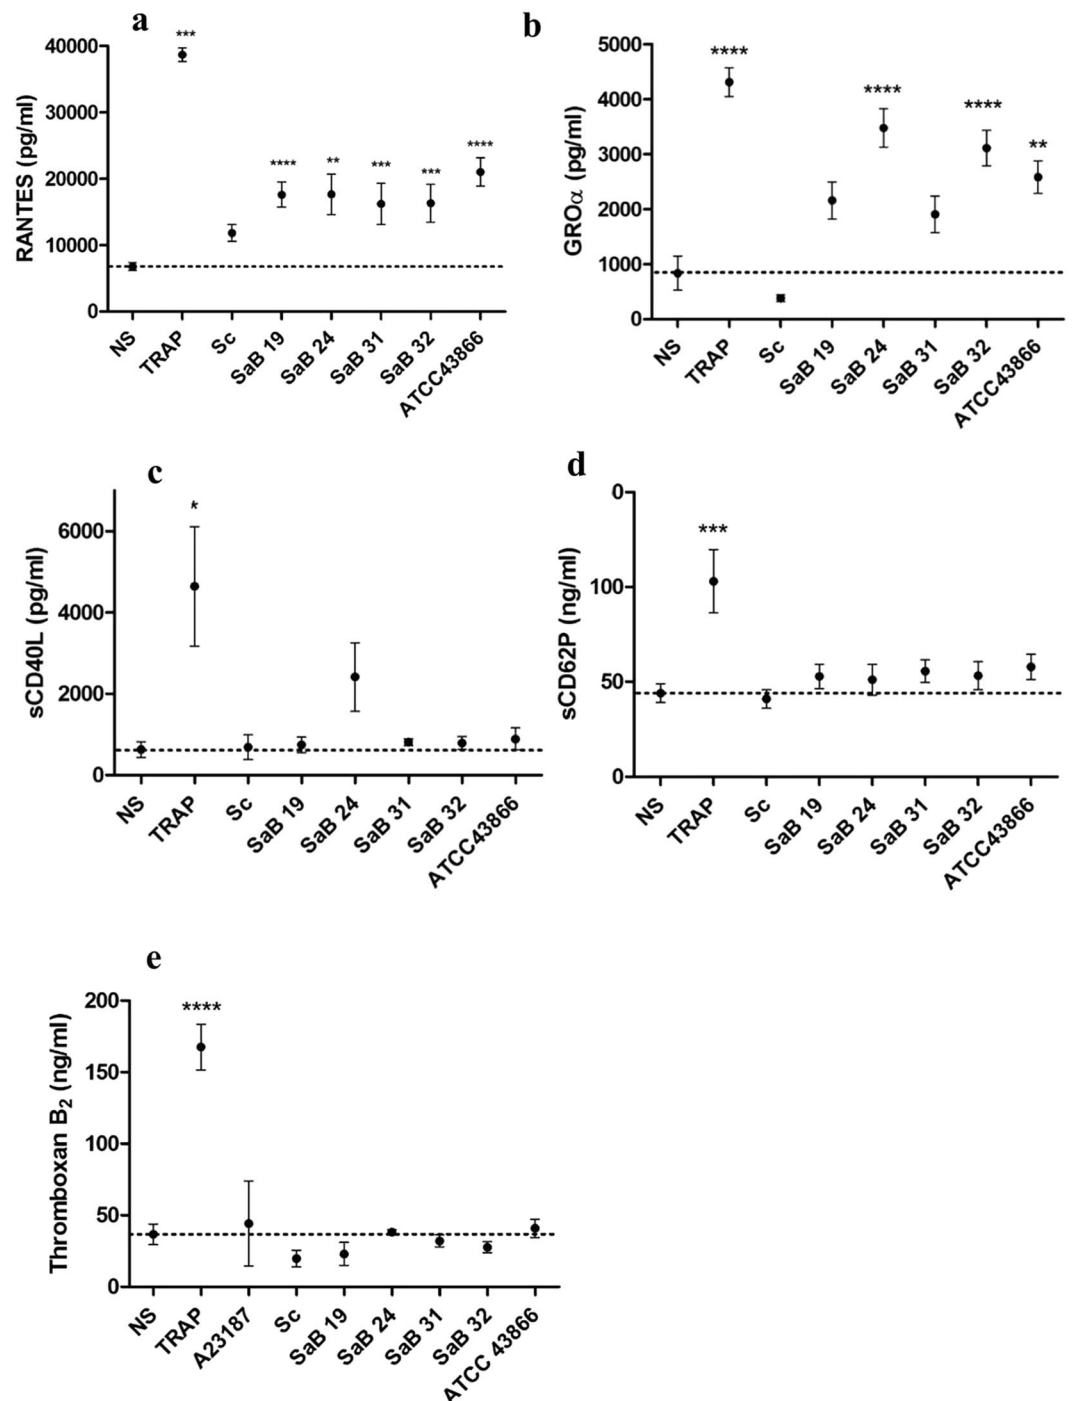 a
RANTES (pg/ml)
40000
30000
20000
10000
0
***
****
**
***
***
****
NS
TRAP
Sc
SaB 19
SaB 24
SaB 31
SaB 32
ATCC43866
b
GROα (pg/ml)
5000
4000
3000
2000
1000
0
****
****
****
**
NS
TRAP
Sc
SaB 19
SaB 24
SaB 31
SaB 32
ATCC43866
c
sCD40L (pg/ml)
6000
4000
2000
0
*
NS
TRAP
Sc
SaB 19
SaB 24
SaB 31
SaB 32
ATCC43866
d
sCD62P (ng/ml)
0
100
50
0
***
NS
TRAP
Sc
SaB 19
SaB 24
SaB 31
SaB 32
ATCC43866
e
Thromboxan B2 (ng/ml)
200
150
100
50
0
****
NS
TRAP
A23187
Sc
SaB 19
SaB 24
SaB 31
SaB 32
ATCC 43866